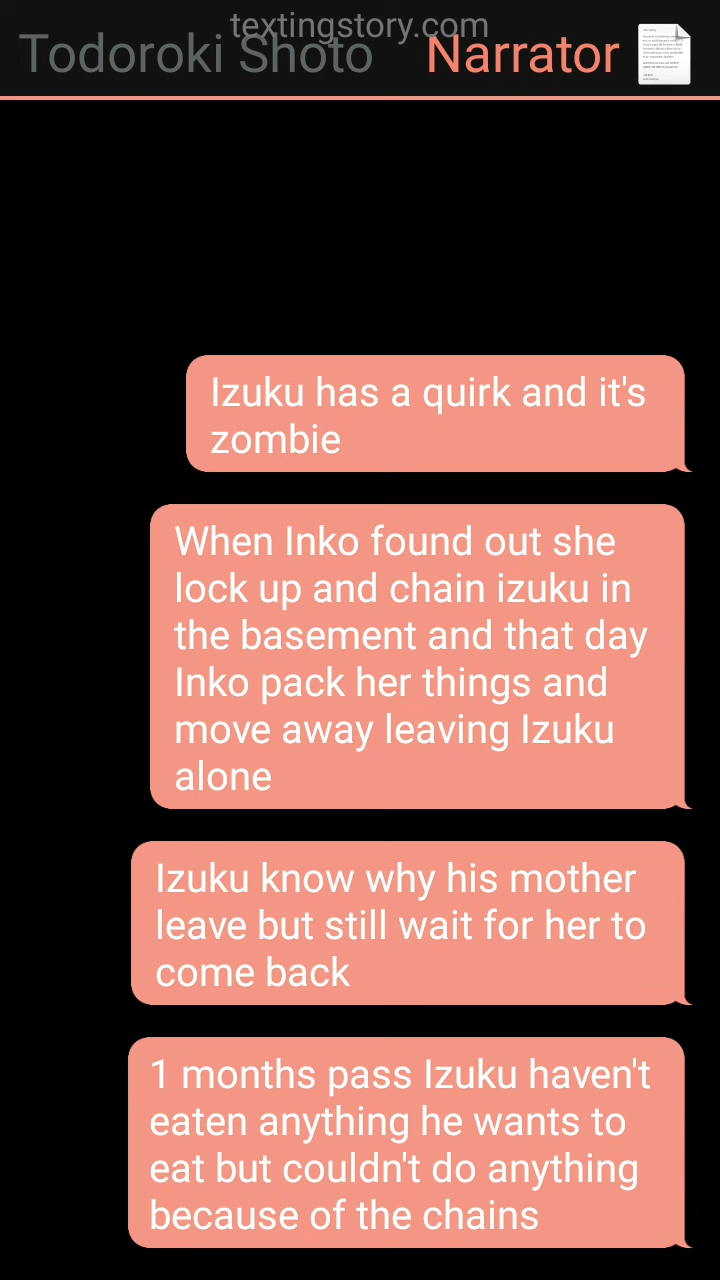 textingstory.com
Todoroki Shoto Narrator
Izuku has a quirk and it's
zombie
When Inko found out she
lock up and chain izuku in
the basement and that day
Inko pack her things and
move away leaving Izuku
alone
Izuku know why his mother
leave but still wait for her to
come back
1 months pass Izuku haven't
eaten anything he wants to
eat but couldn't do anything
because of the chains